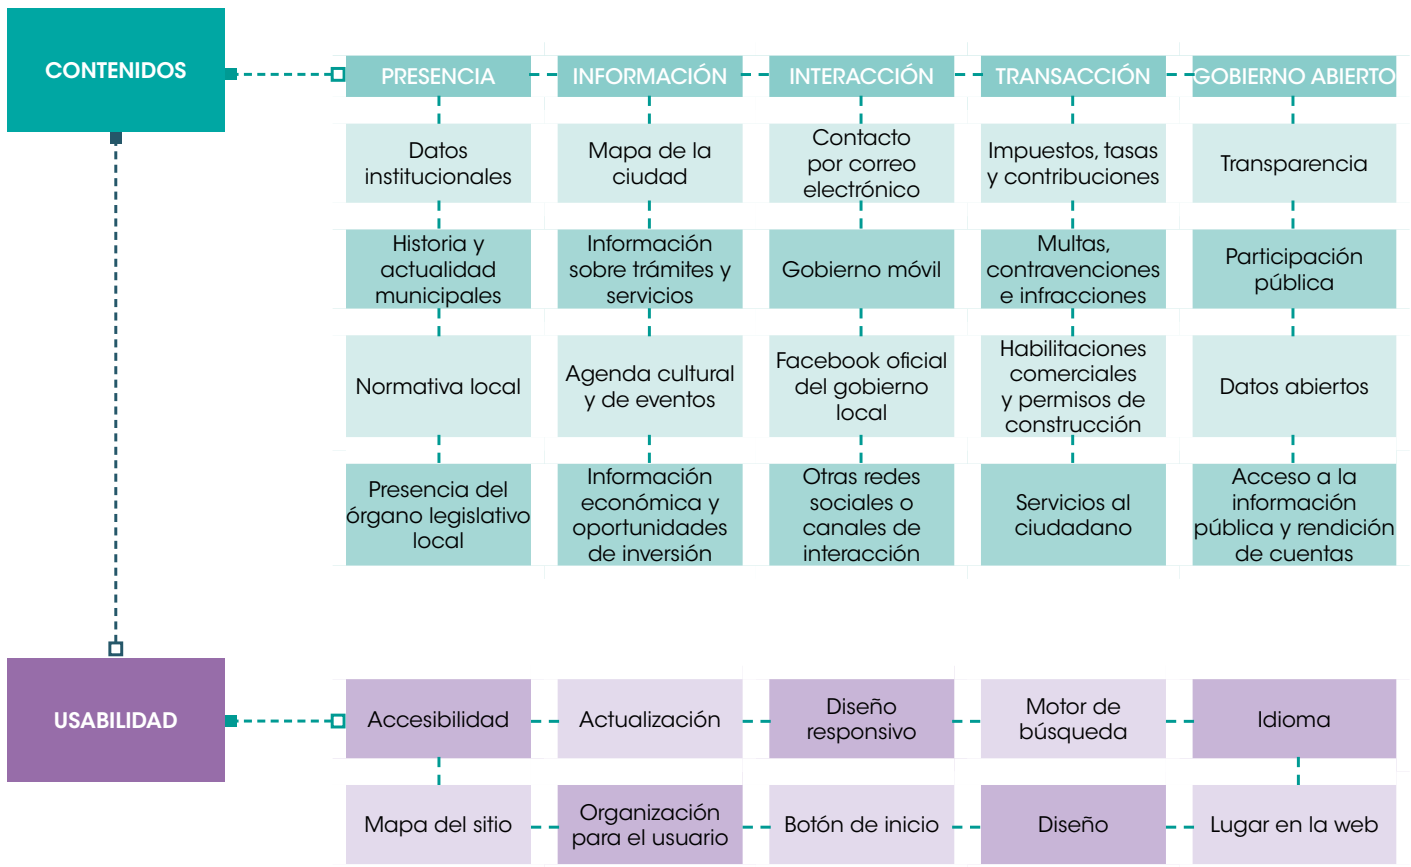 CONTENIDOS
PRESENCIA
INFORMACIÓN
INTERACCIÓN
TRANSACCIÓN
GOBIERNO ABIERTO
Datos
institucionales
Mapa de la
ciudad
Contacto
por correo
electrónico
Impuestos, tasas
y contribuciones
Transparencia
Historia y
actualidad
municipales
Información
sobre trámites y
servicios
Gobierno móvil
Multas,
contravenciones
e infracciones
Participación
pública
Normativa local
Agenda cultural
y de eventos
Facebook oficial
del gobierno
local
Habilitaciones
comerciales
y permisos de
construcción
Datos abiertos
Presencia del
órgano legislativo
local
Información
económica y
oportunidades
de inversión
Otras redes
sociales o
canales de
interacción
Servicios al
ciudadano
Acceso a la
información
pública y rendición
de cuentas
USABILIDAD
Accesibilidad
Actualización
Diseño
responsivo
Motor de
búsqueda
Idioma
Mapa del sitio
Organización
para el usuario
Botón de inicio
Diseño
Lugar en la web